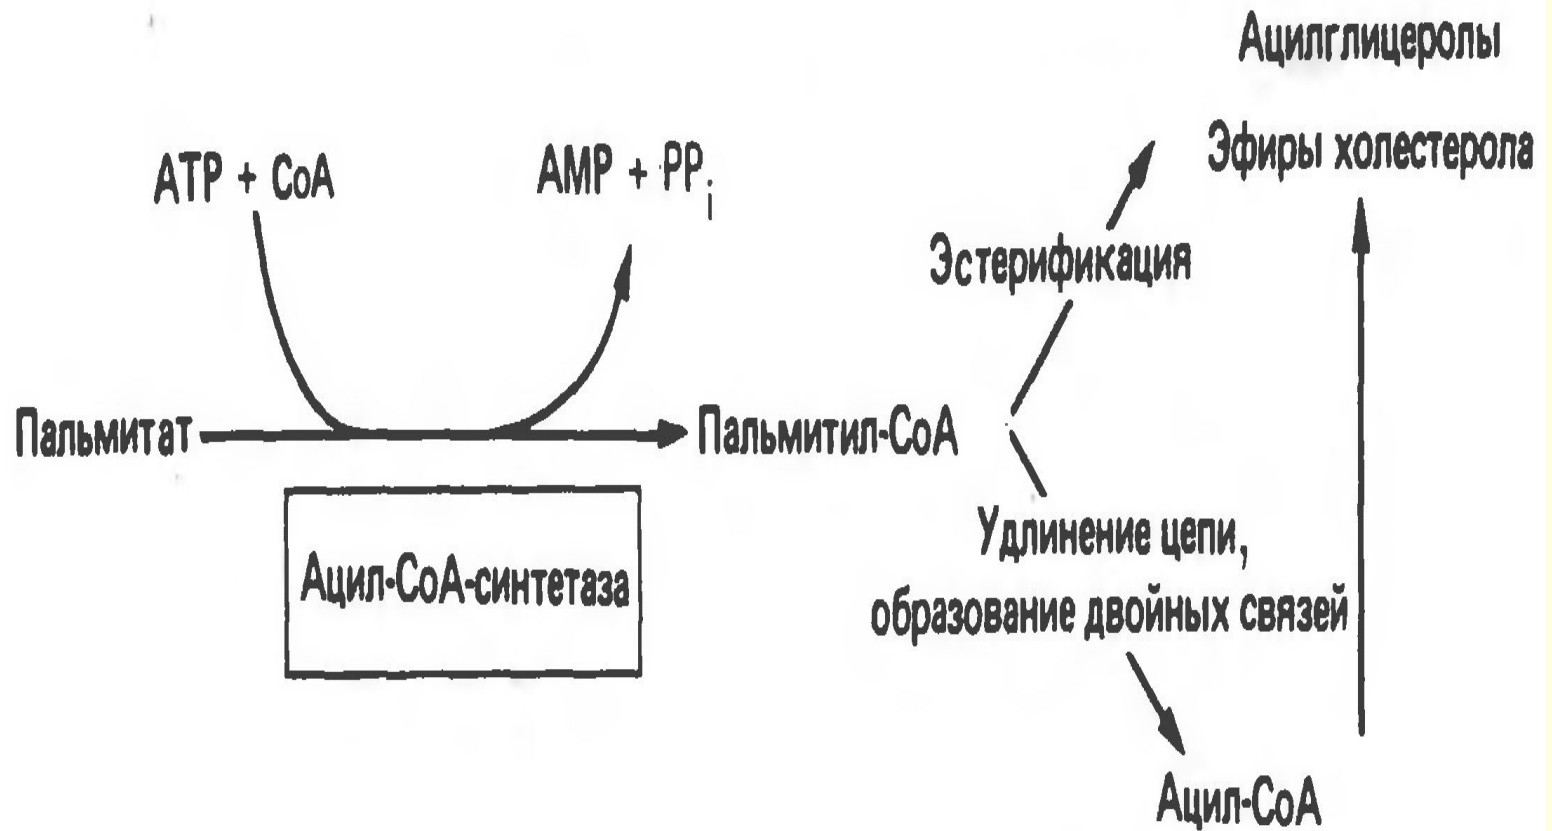 Ацилглицеролы
Эфиры холестерола
ATP + CoA
AMP + PPi
Эстерификация
Пальмитат
Пальмитил-CoA
Ацил-CoA-синтетаза
Удлинение цепи,
образование двойных связей
Ацил-CoA